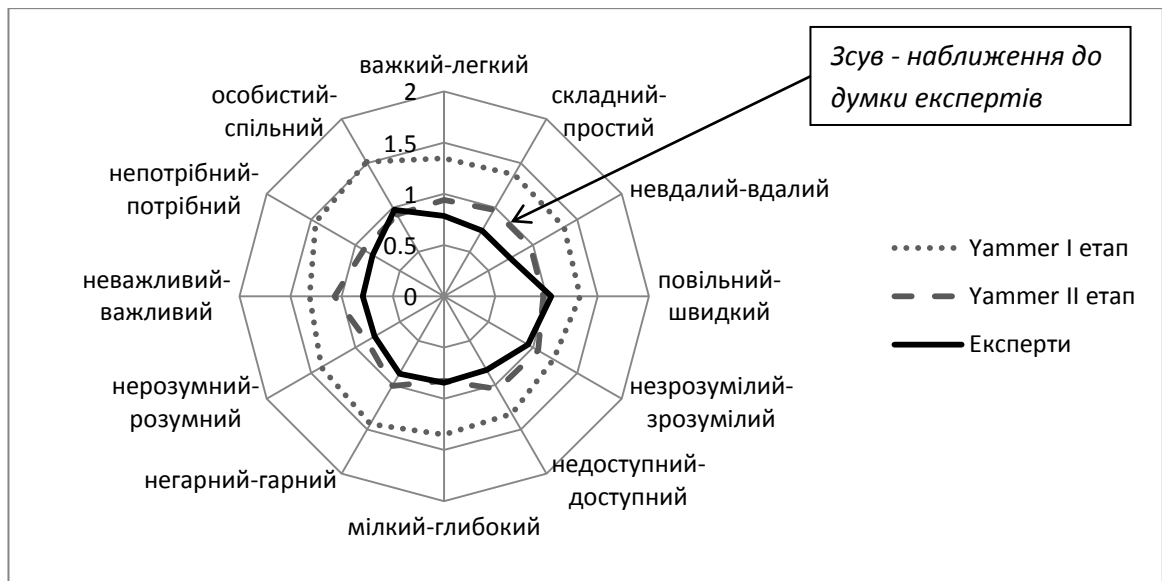 Зсув - наближення до
думки експертів
важкий-легкий
складний-
простий
невдалий-вдалий
повільний-
швидкий
незрозумілий-
зрозумілий
недоступний-
доступний
мілкий-глибокий
негарний-гарний
нерозумний-
розумний
неважливий-
важливий
непотрібний-
потрібний
особистий-
спільний
2
1.5
1
0.5
0
Yammer I етап
Yammer II етап
Експерти